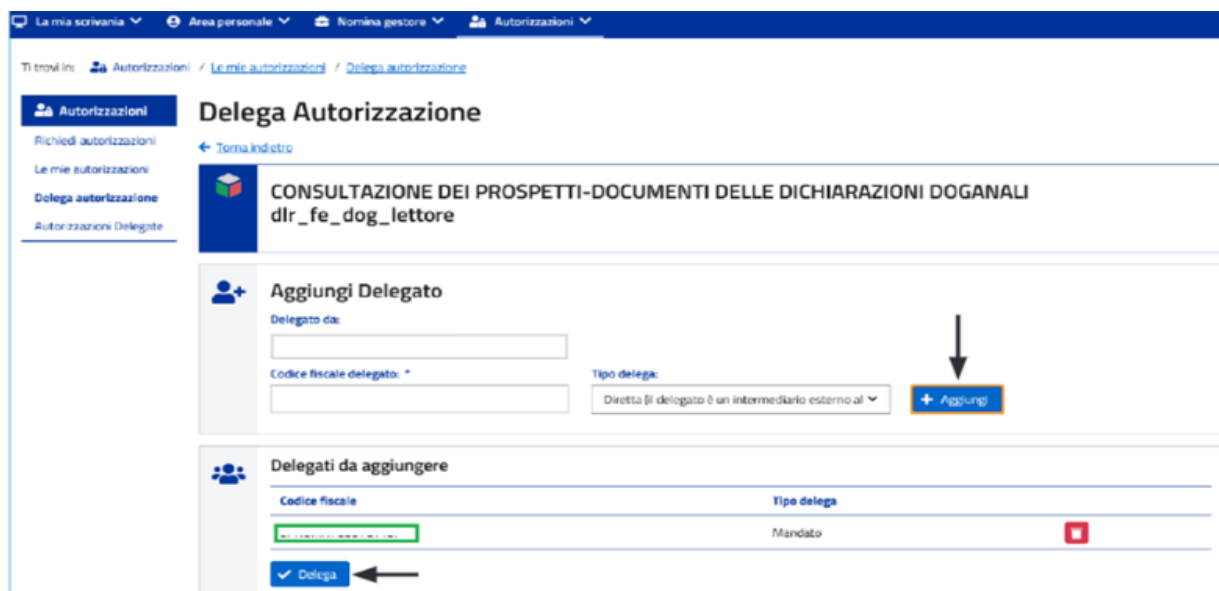 La mia scrivania Area personale Nomina gestore Autorizzazioni
Ti trovi in: Autorizzazioni / Le mie autorizzazioni / Delega autorizzazione
Autorizzazioni
Richiedi autorizzazioni
Le mie autorizzazioni
Delega autorizzazione
Autorizzazioni Delegate
Delega Autorizzazione
Torna indietro
CONSULTAZIONE DEI PROSPETTI-DOCUMENTI DELLE DICHIARAZIONI DOGANALI
dlr_fe_dog_lettore
Aggiungi Delegato
Delegato da:
Codice fiscale delegato: * Tipo delega:
Diretta (il delegato è un intermediario esterno al
+ Aggiungi
Delegati da aggiungere
Codice fiscale Tipo delega
Mandato
Delega